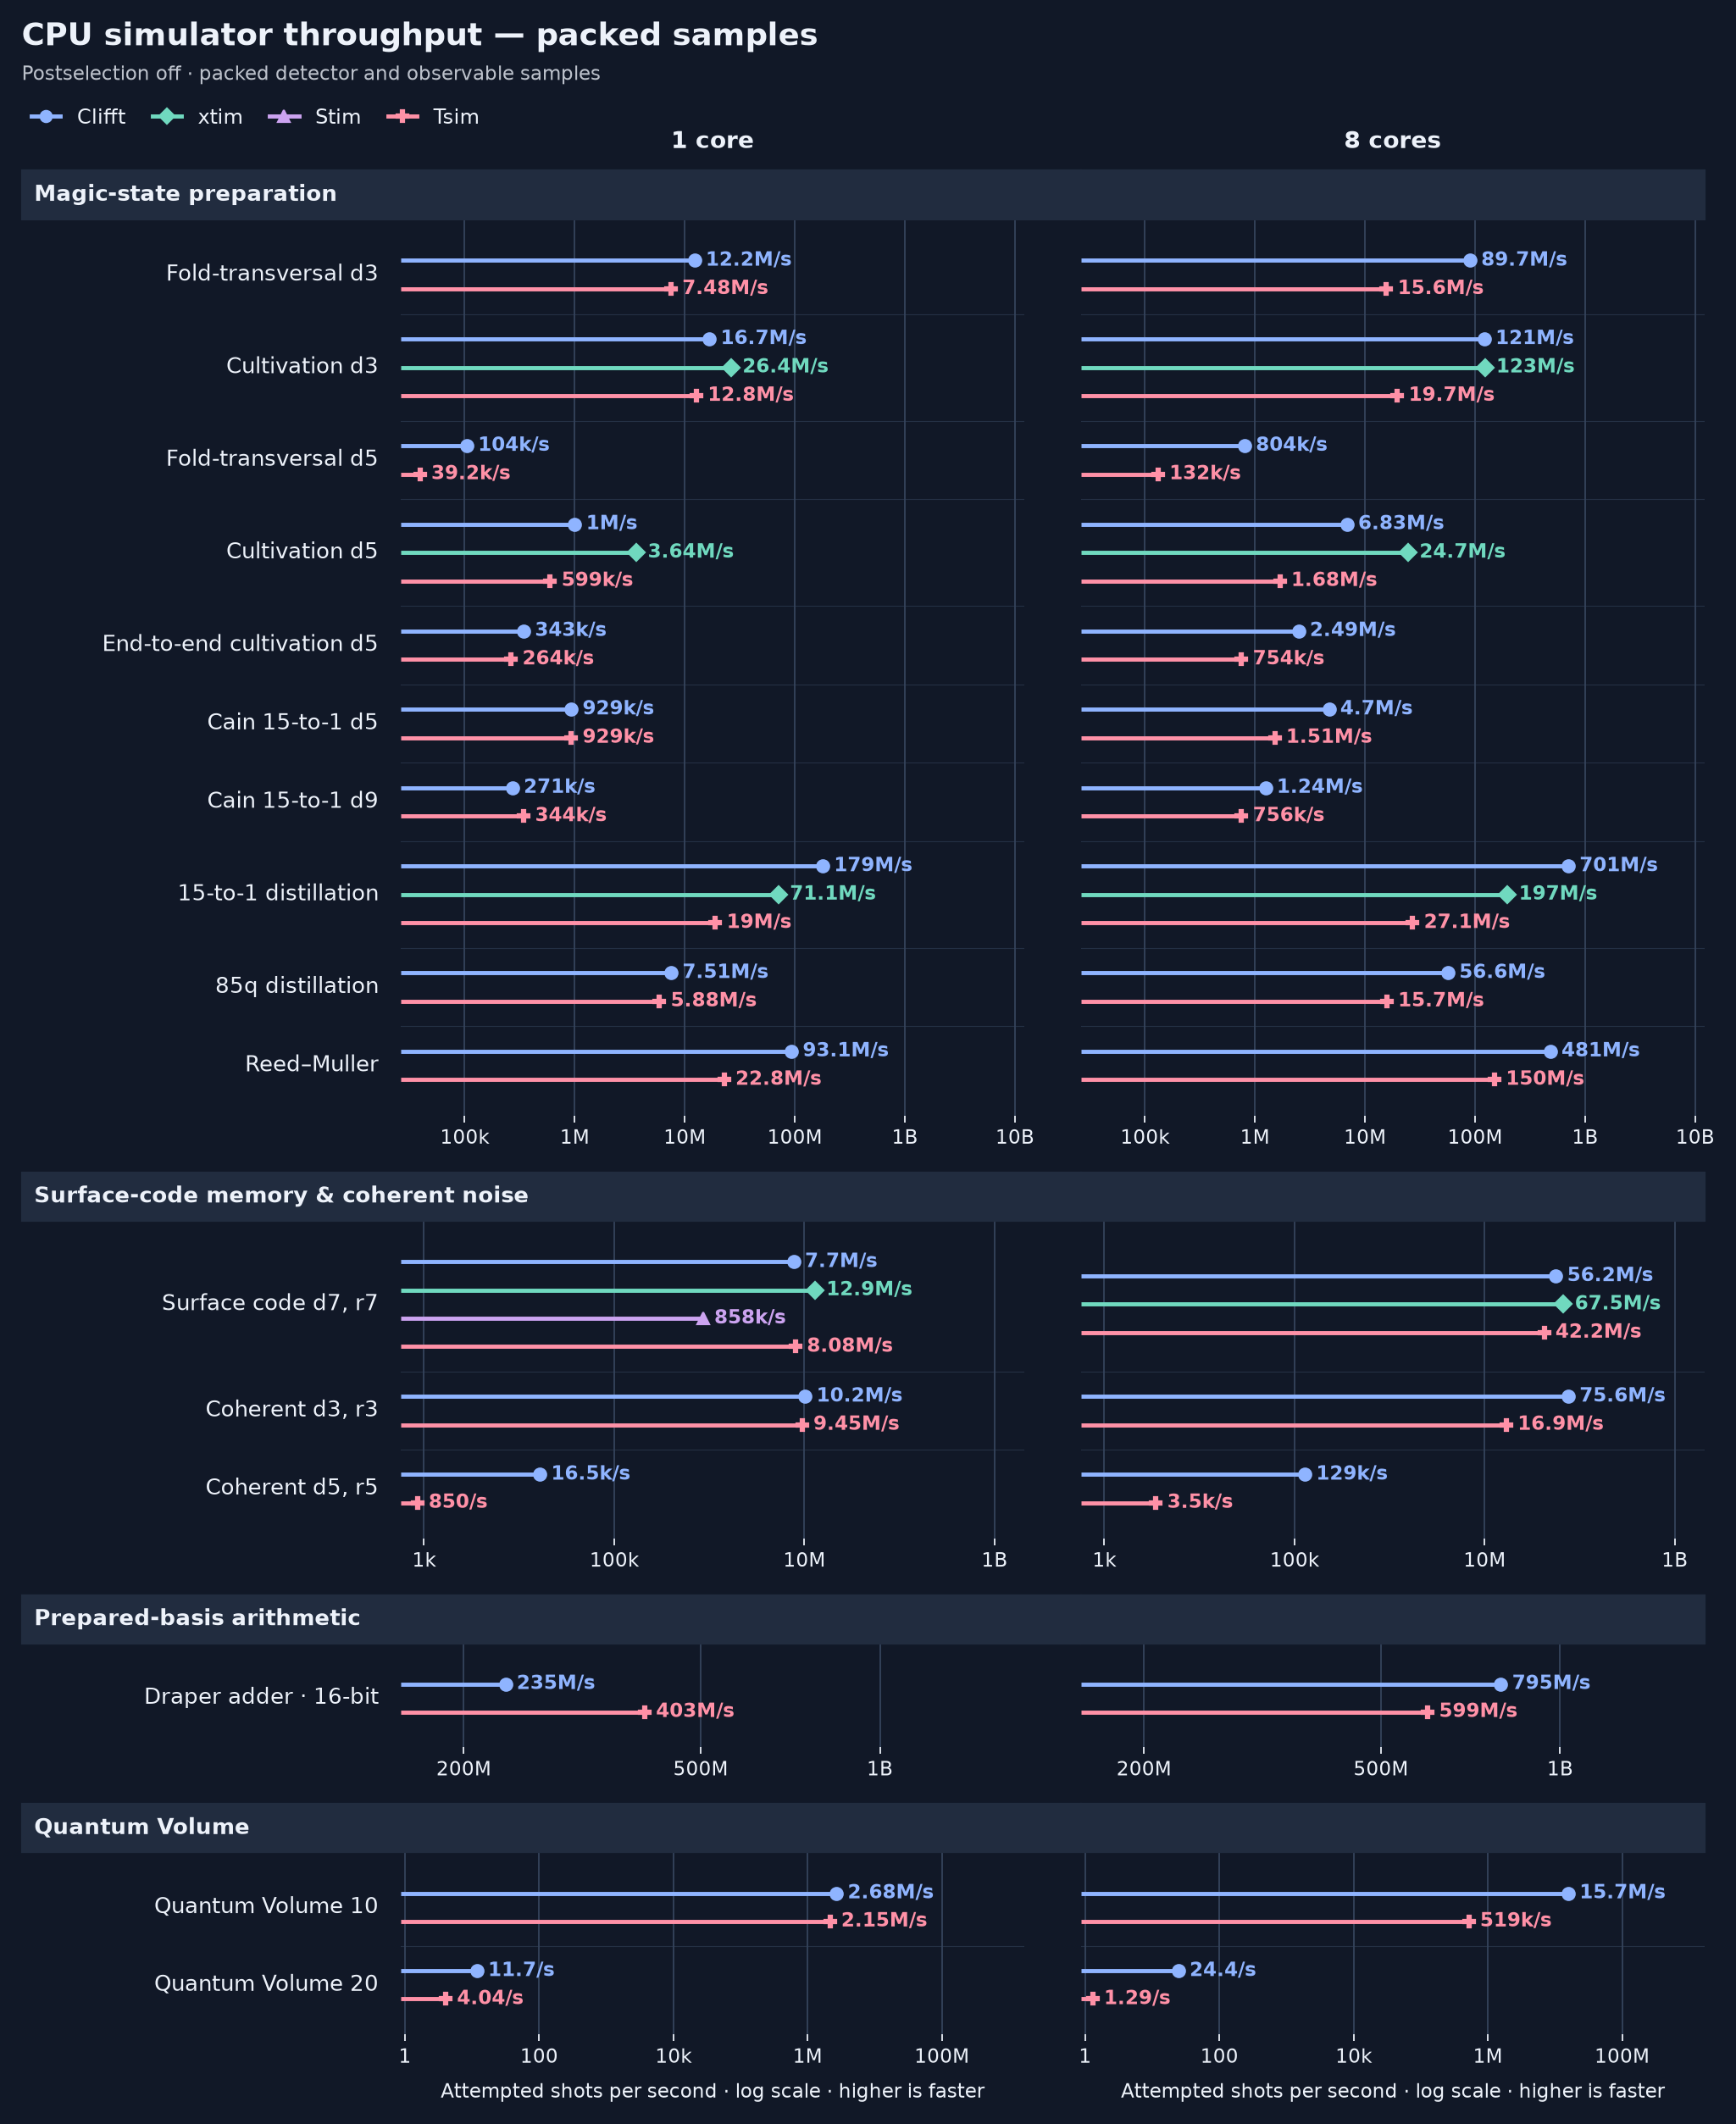 CPU simulator throughput — packed samples
Postselection off · packed detector and observable samples
Clifft xtim Stim Tsim
1 core 8 cores
Magic-state preparation
12.2M/s 89.7M/s
Fold-transversal d3
7.48M/s 15.6M/s
16.7M/s 121M/s
Cultivation d3 26.4M/s 123M/s
12.8M/s 19.7M/s
104k/s 804k/s
Fold-transversal d5
39.2k/s 132k/s
1M/s 6.83M/s
Cultivation d5 3.64M/s 24.7M/s
599k/s 1.68M/s
343k/s 2.49M/s
End-to-end cultivation d5
264k/s 754k/s
929k/s 4.7M/s
Cain 15-to-1 d5
929k/s 1.51M/s
271k/s 1.24M/s
Cain 15-to-1 d9
344k/s 756k/s
179M/s 701M/s
15-to-1 distillation 71.1M/s 197M/s
19M/s 27.1M/s
7.51M/s 56.6M/s
85q distillation
5.88M/s 15.7M/s
93.1M/s 481M/s
Reed–Muller
22.8M/s 150M/s
100k 1M 10M 100M 1B 10B 100k 1M 10M 100M 1B 10B
Surface-code memory & coherent noise
7.7M/s 56.2M/s
Surface code d7, r7 12.9M/s 67.5M/s
858k/s 42.2M/s
8.08M/s
10.2M/s 75.6M/s
Coherent d3, r3
9.45M/s 16.9M/s
16.5k/s 129k/s
Coherent d5, r5
850/s 3.5k/s
1k 100k 10M 1B 1k 100k 10M 1B
Prepared-basis arithmetic
235M/s 795M/s
Draper adder · 16-bit
403M/s 599M/s
200M 500M 1B 200M 500M 1B
Quantum Volume
2.68M/s 15.7M/s
Quantum Volume 10
2.15M/s 519k/s
11.7/s 24.4/s
Quantum Volume 20
4.04/s 1.29/s
1 100 10k 1M 100M 1 100 10k 1M 100M
Attempted shots per second · log scale · higher is faster Attempted shots per second · log scale · higher is faster